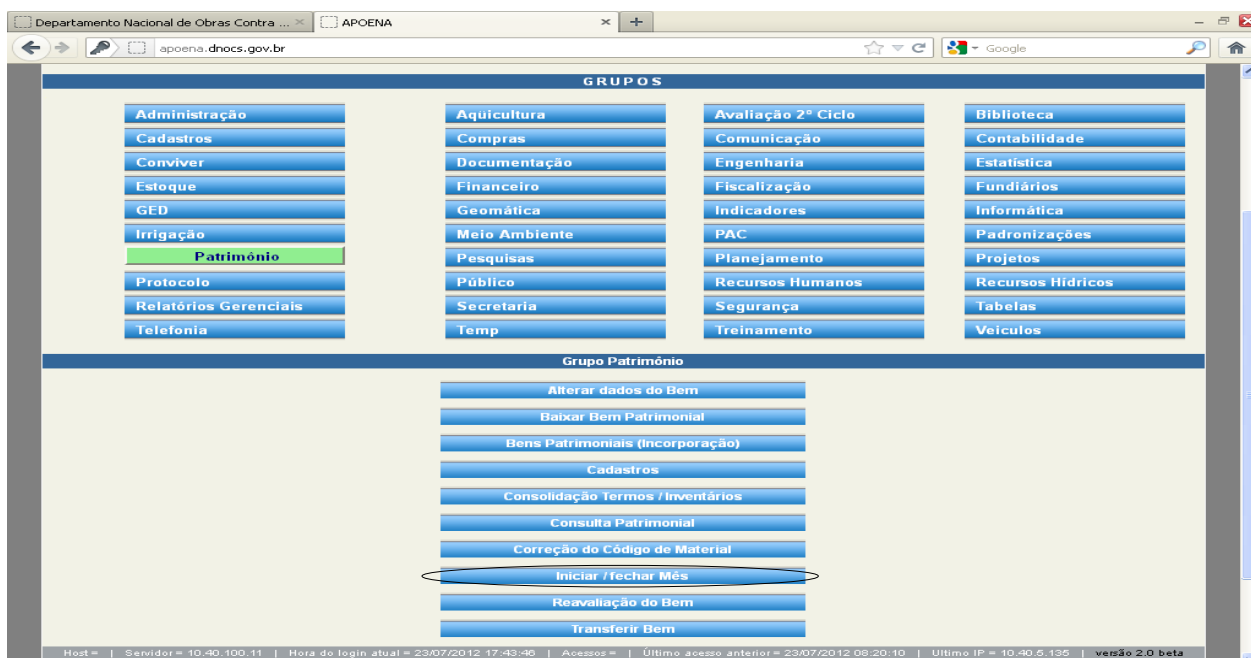 Departamento Nacional de Obras Contra ... × APOENA × +
apoena.dnocs.gov.br Google
GRUPOS
Administração Aqüicultura Avaliação 2º Ciclo Biblioteca
Cadastros Compras Comunicação Contabilidade
Conviver Documentação Engenharia Estatística
Estoque Financeiro Fiscalização Fundiários
GED Geomática Indicadores Informática
Irrigação Meio Ambiente PAC Padronizações
Patrimônio Pesquisas Planejamento Projetos
Protocolo Público Recursos Humanos Recursos Hídricos
Relatórios Gerenciais Secretaria Segurança Tabelas
Telefonia Temp Treinamento Veiculos
Grupo Patrimônio
Alterar dados do Bem
Baixar Bem Patrimonial
Bens Patrimoniais (Incorporação)
Cadastros
Consolidação Termos / Inventários
Consulta Patrimonial
Correção do Código de Material
Iniciar / fechar Mês
Reavaliação do Bem
Transferir Bem
Host = | Servidor = 10.40.100.11 | Hora do login atual = 23/07/2012 17:43:46 | Acessos = | Último acesso anterior = 23/07/2012 08:20:10 | Ultimo IP = 10.40.5.135 | versão 2.0 beta